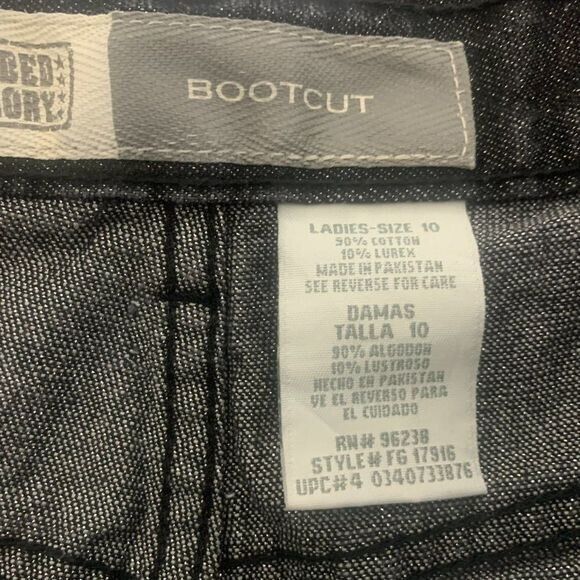 BOOTCUT
LADIES-SIZE 10
90% COTTON
10% LUREX
MADE IN PAKISTAN
SEE REVERSE FOR CARE
DAMAS
TALLA 10
90% ALGODON
10% LUSTROSO
HECHO EN PAKISTAN
VE EL REVERSO PARA
EL CUIDADO
RN# 96238
STYLE# FG 17916
UPC#4 0340733876